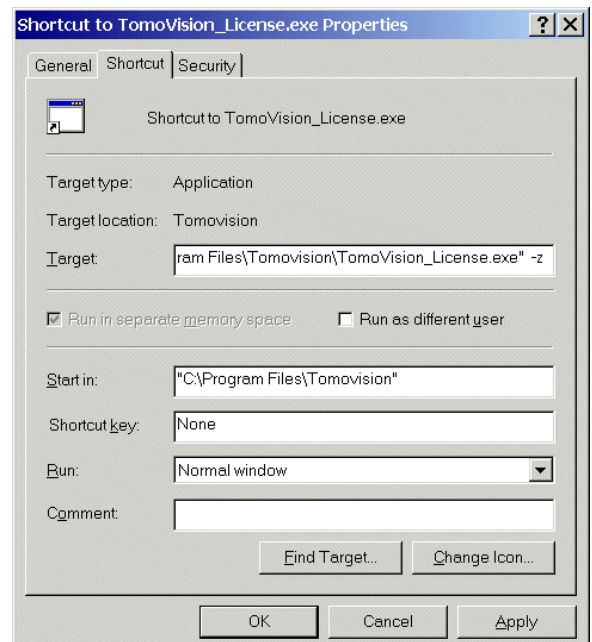 Shortcut to TomoVision_License.exe Properties
General Shortcut Security
Shortcut to TomoVision_License.exe
Target type: Application
Target location: Tomovision
Target: ram Files\Tomovision\TomoVision_License.exe" -z
Run in separate memory space Run as different user
Start in: "C:\Program Files\Tomovision"
Shortcut key: None
Run: Normal window
Comment:
Find Target... Change Icon...
OK Cancel Apply